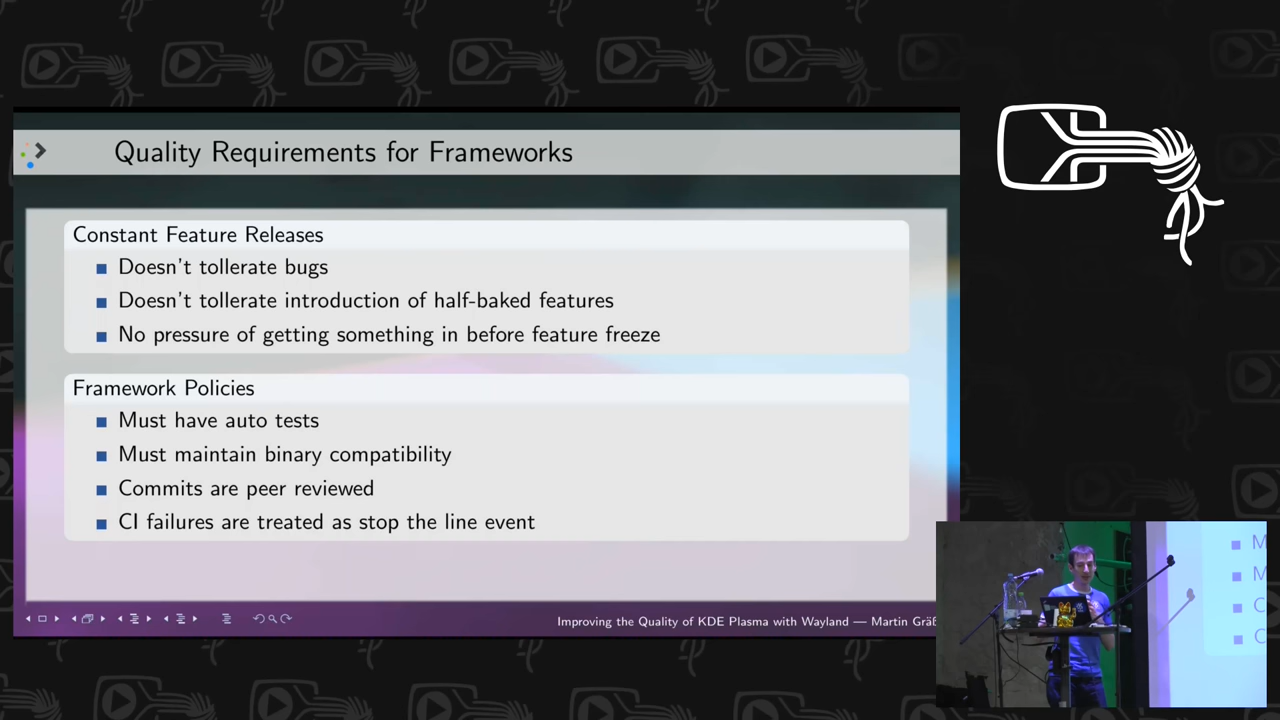 Quality Requirements for Frameworks
Constant Feature Releases
Doesn't tollerate bugs
Doesn't tollerate introduction of half-baked features
No pressure of getting something in before feature freeze
Framework Policies
Must have auto tests
Must maintain binary compatibility
Commits are peer reviewed
CI failures are treated as stop the line event
Improving the Quality of KDE Plasma with Wayland — Martin Gräß
M
M
C
C